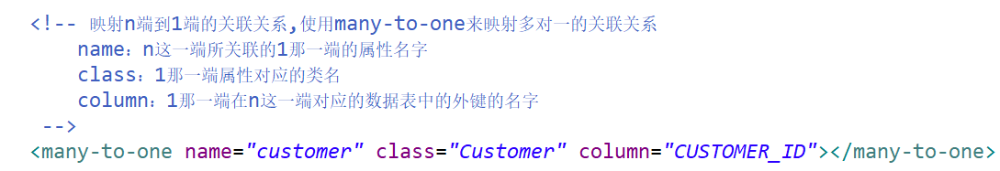 <!-- 映射n端到1端的关联关系,使用many-to-one来映射多对一的关联关系
name：n这一端所关联的1那一端的属性名字
class：1那一端属性对应的类名
column：1那一端在n这一端对应的数据表中的外键的名字
-->
<many-to-one name="customer" class="Customer" column="CUSTOMER_ID"></many-to-one>